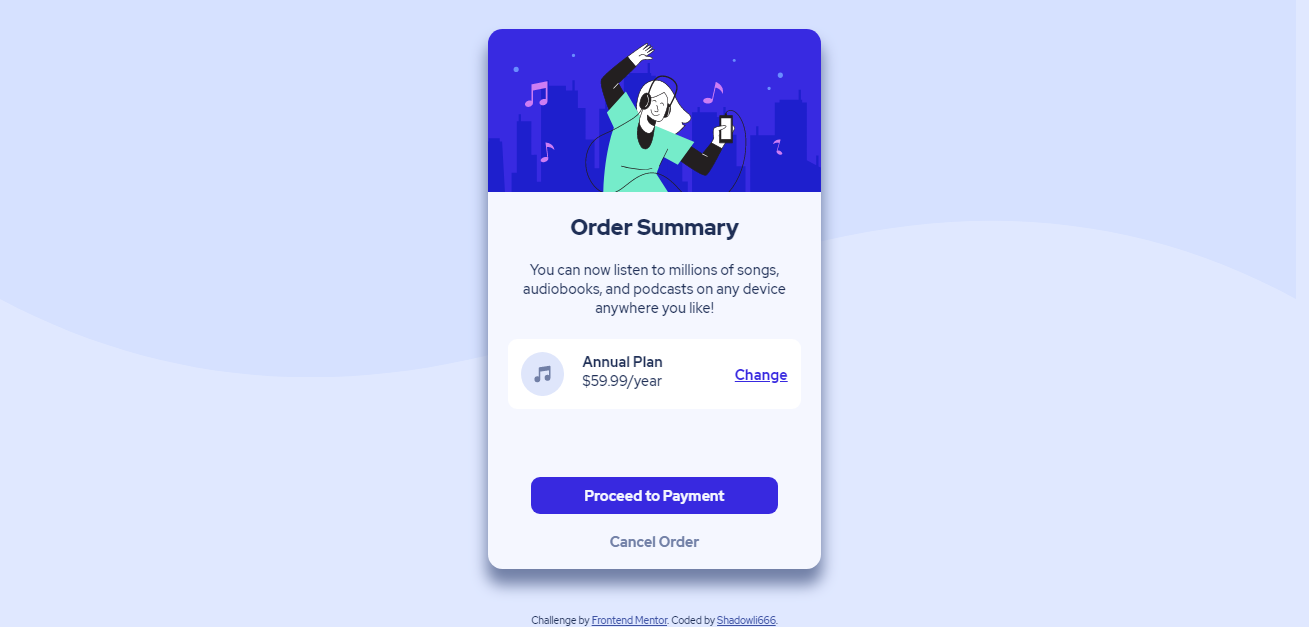 Order Summary
You can now listen to millions of songs,
audiobooks, and podcasts on any device
anywhere you like!
Annual Plan
$59.99/year
Change
Proceed to Payment
Cancel Order
Challenge by Frontend Mentor. Coded by Shadowli666.